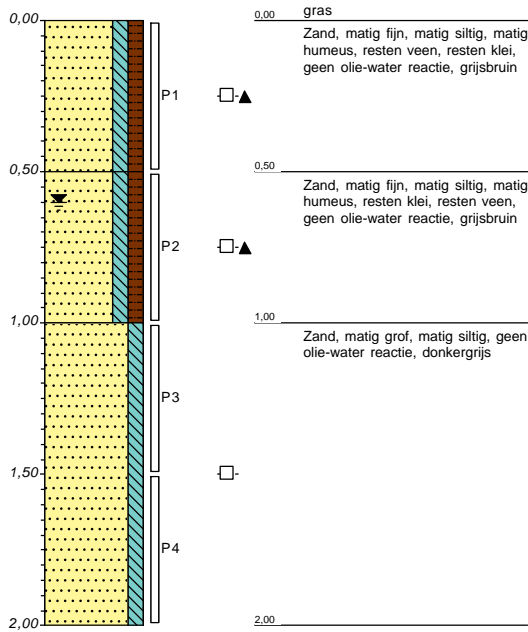 gras
0,00
0,00
Zand, matig fijn, matig siltig, matig
humeus, resten veen, resten klei,
geen olie-water reactie, grijsbruin
P1
0,50
0,50
Zand, matig fijn, matig siltig, matig
humeus, resten klei, resten veen,
geen olie-water reactie, grijsbruin
P2
1,00
1,00
Zand, matig grof, matig siltig, geen
olie-water reactie, donkergrijs
P3
1,50
P4
2,00
2,00